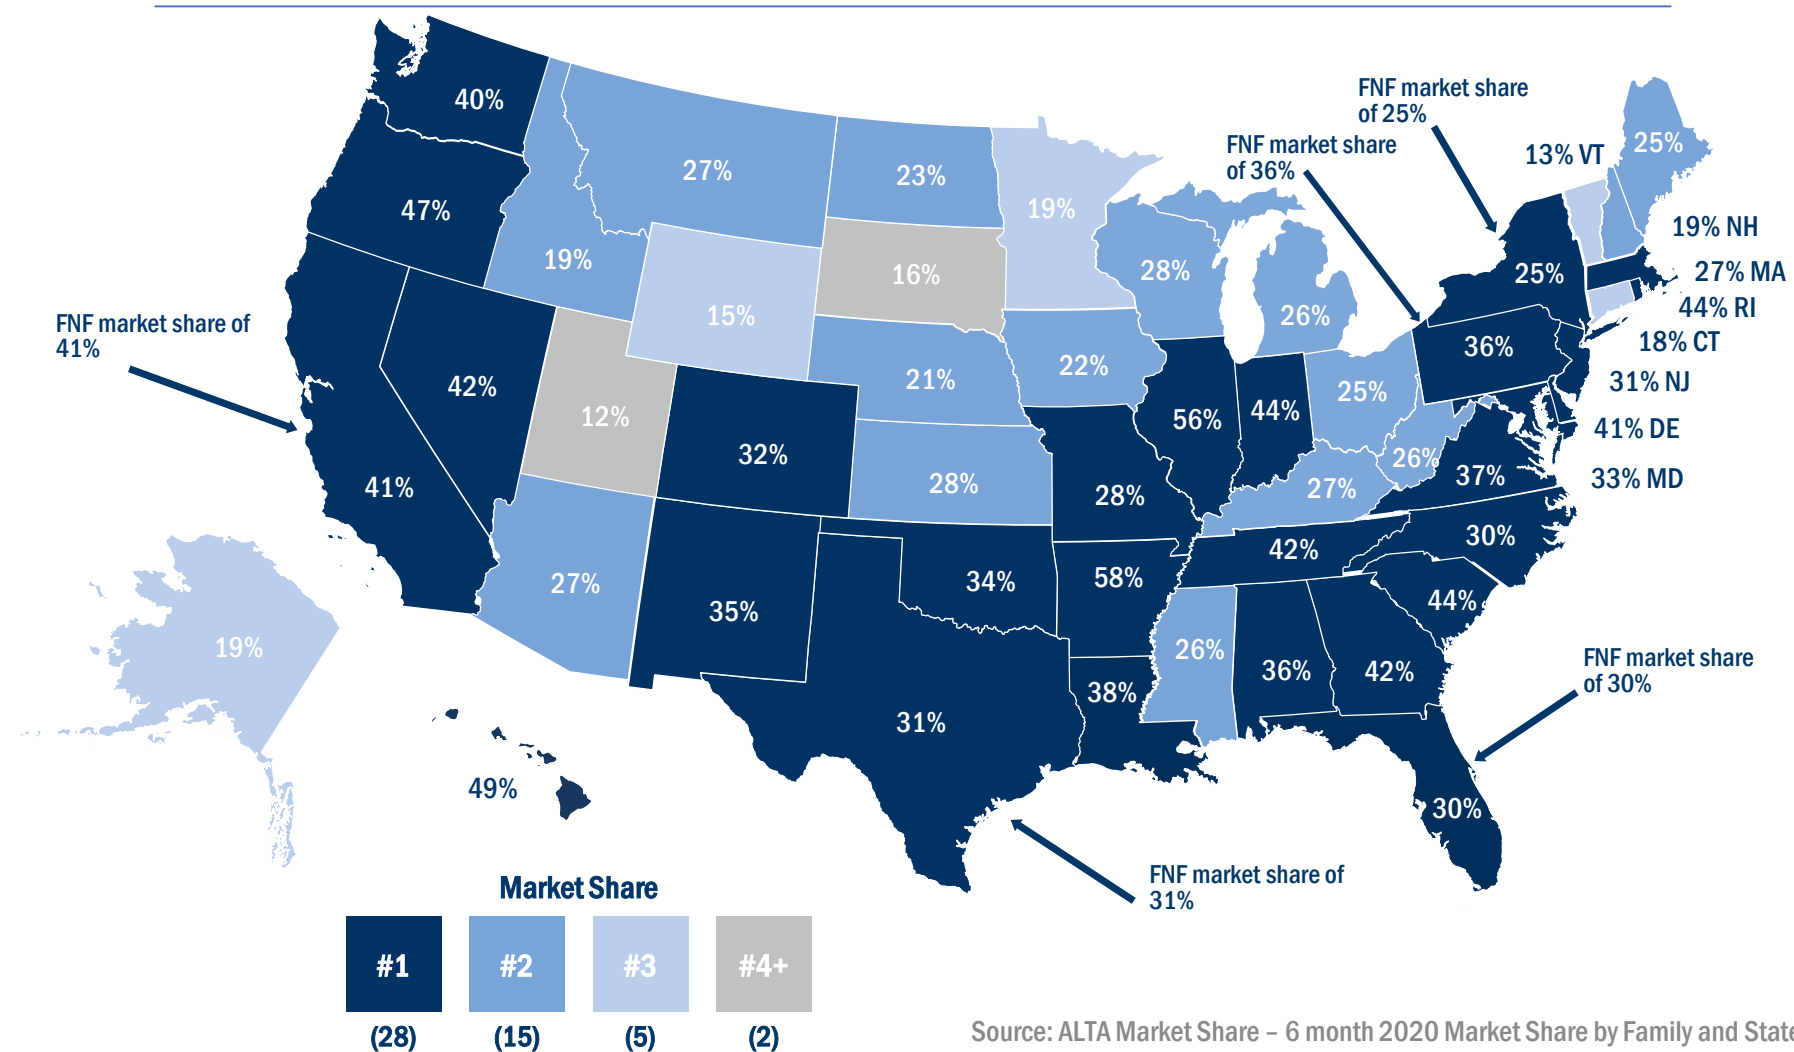 FNF market share
of 25%
FNF market share
of 36%
40%
27%
23%
19%
13% VT
25%
47%
19%
16%
28%
25%
19% NH
27% MA
15%
26%
44% RI
FNF market share of
41%
36%
18% CT
42%
21%
22%
25%
31% NJ
12%
56%
44%
41% DE
32%
26%
41%
28%
28%
27%
37%
33% MD
42%
30%
27%
34%
58%
35%
44%
19%
26%
36%
42%
FNF market share
of 30%
38%
31%
49%
30%
FNF market share of
31%
Market Share
#1
#2
#3
#4+
(28)
(15)
(5)
(2)
Source: ALTA Market Share – 6 month 2020 Market Share by Family and State